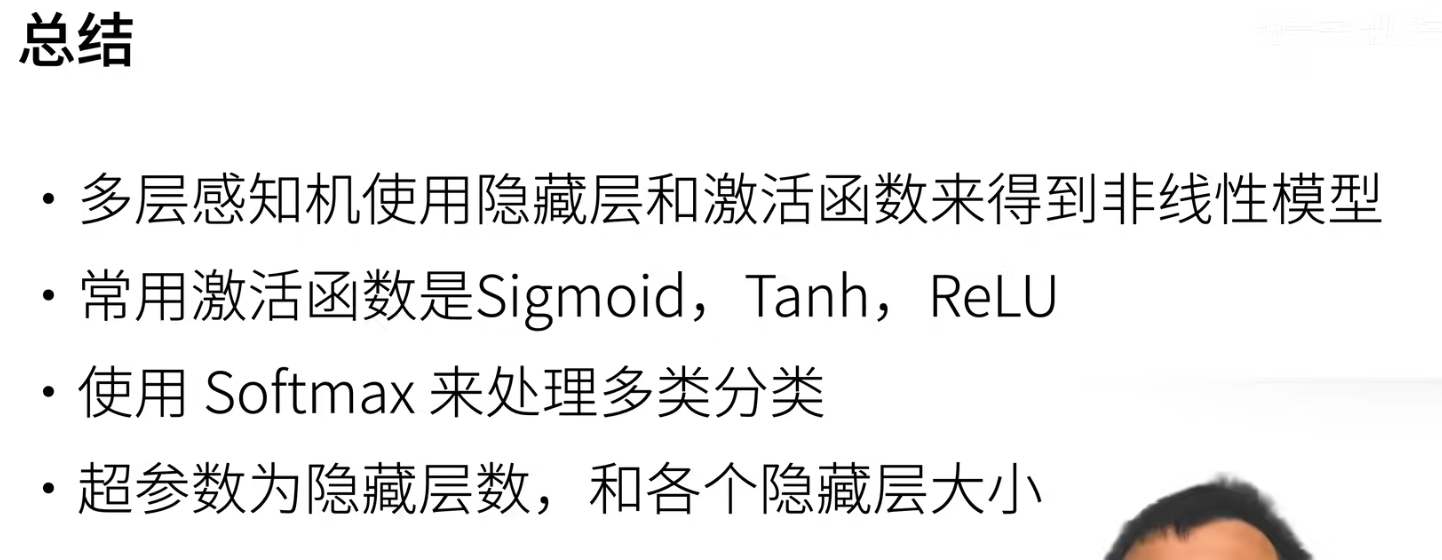 总结
• 多层感知机使用隐藏层和激活函数来得到非线性模型
• 常用激活函数是Sigmoid，Tanh，ReLU
• 使用 Softmax 来处理多类分类
• 超参数为隐藏层数，和各个隐藏层大小